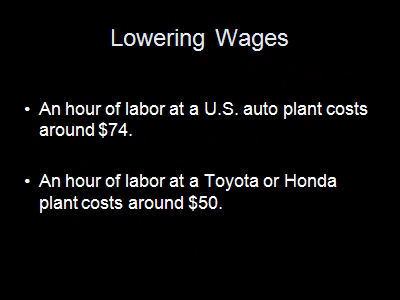 Lowering Wages
• An hour of labor at a U.S. auto plant costs
around $74.
• An hour of labor at a Toyota or Honda
plant costs around $50.